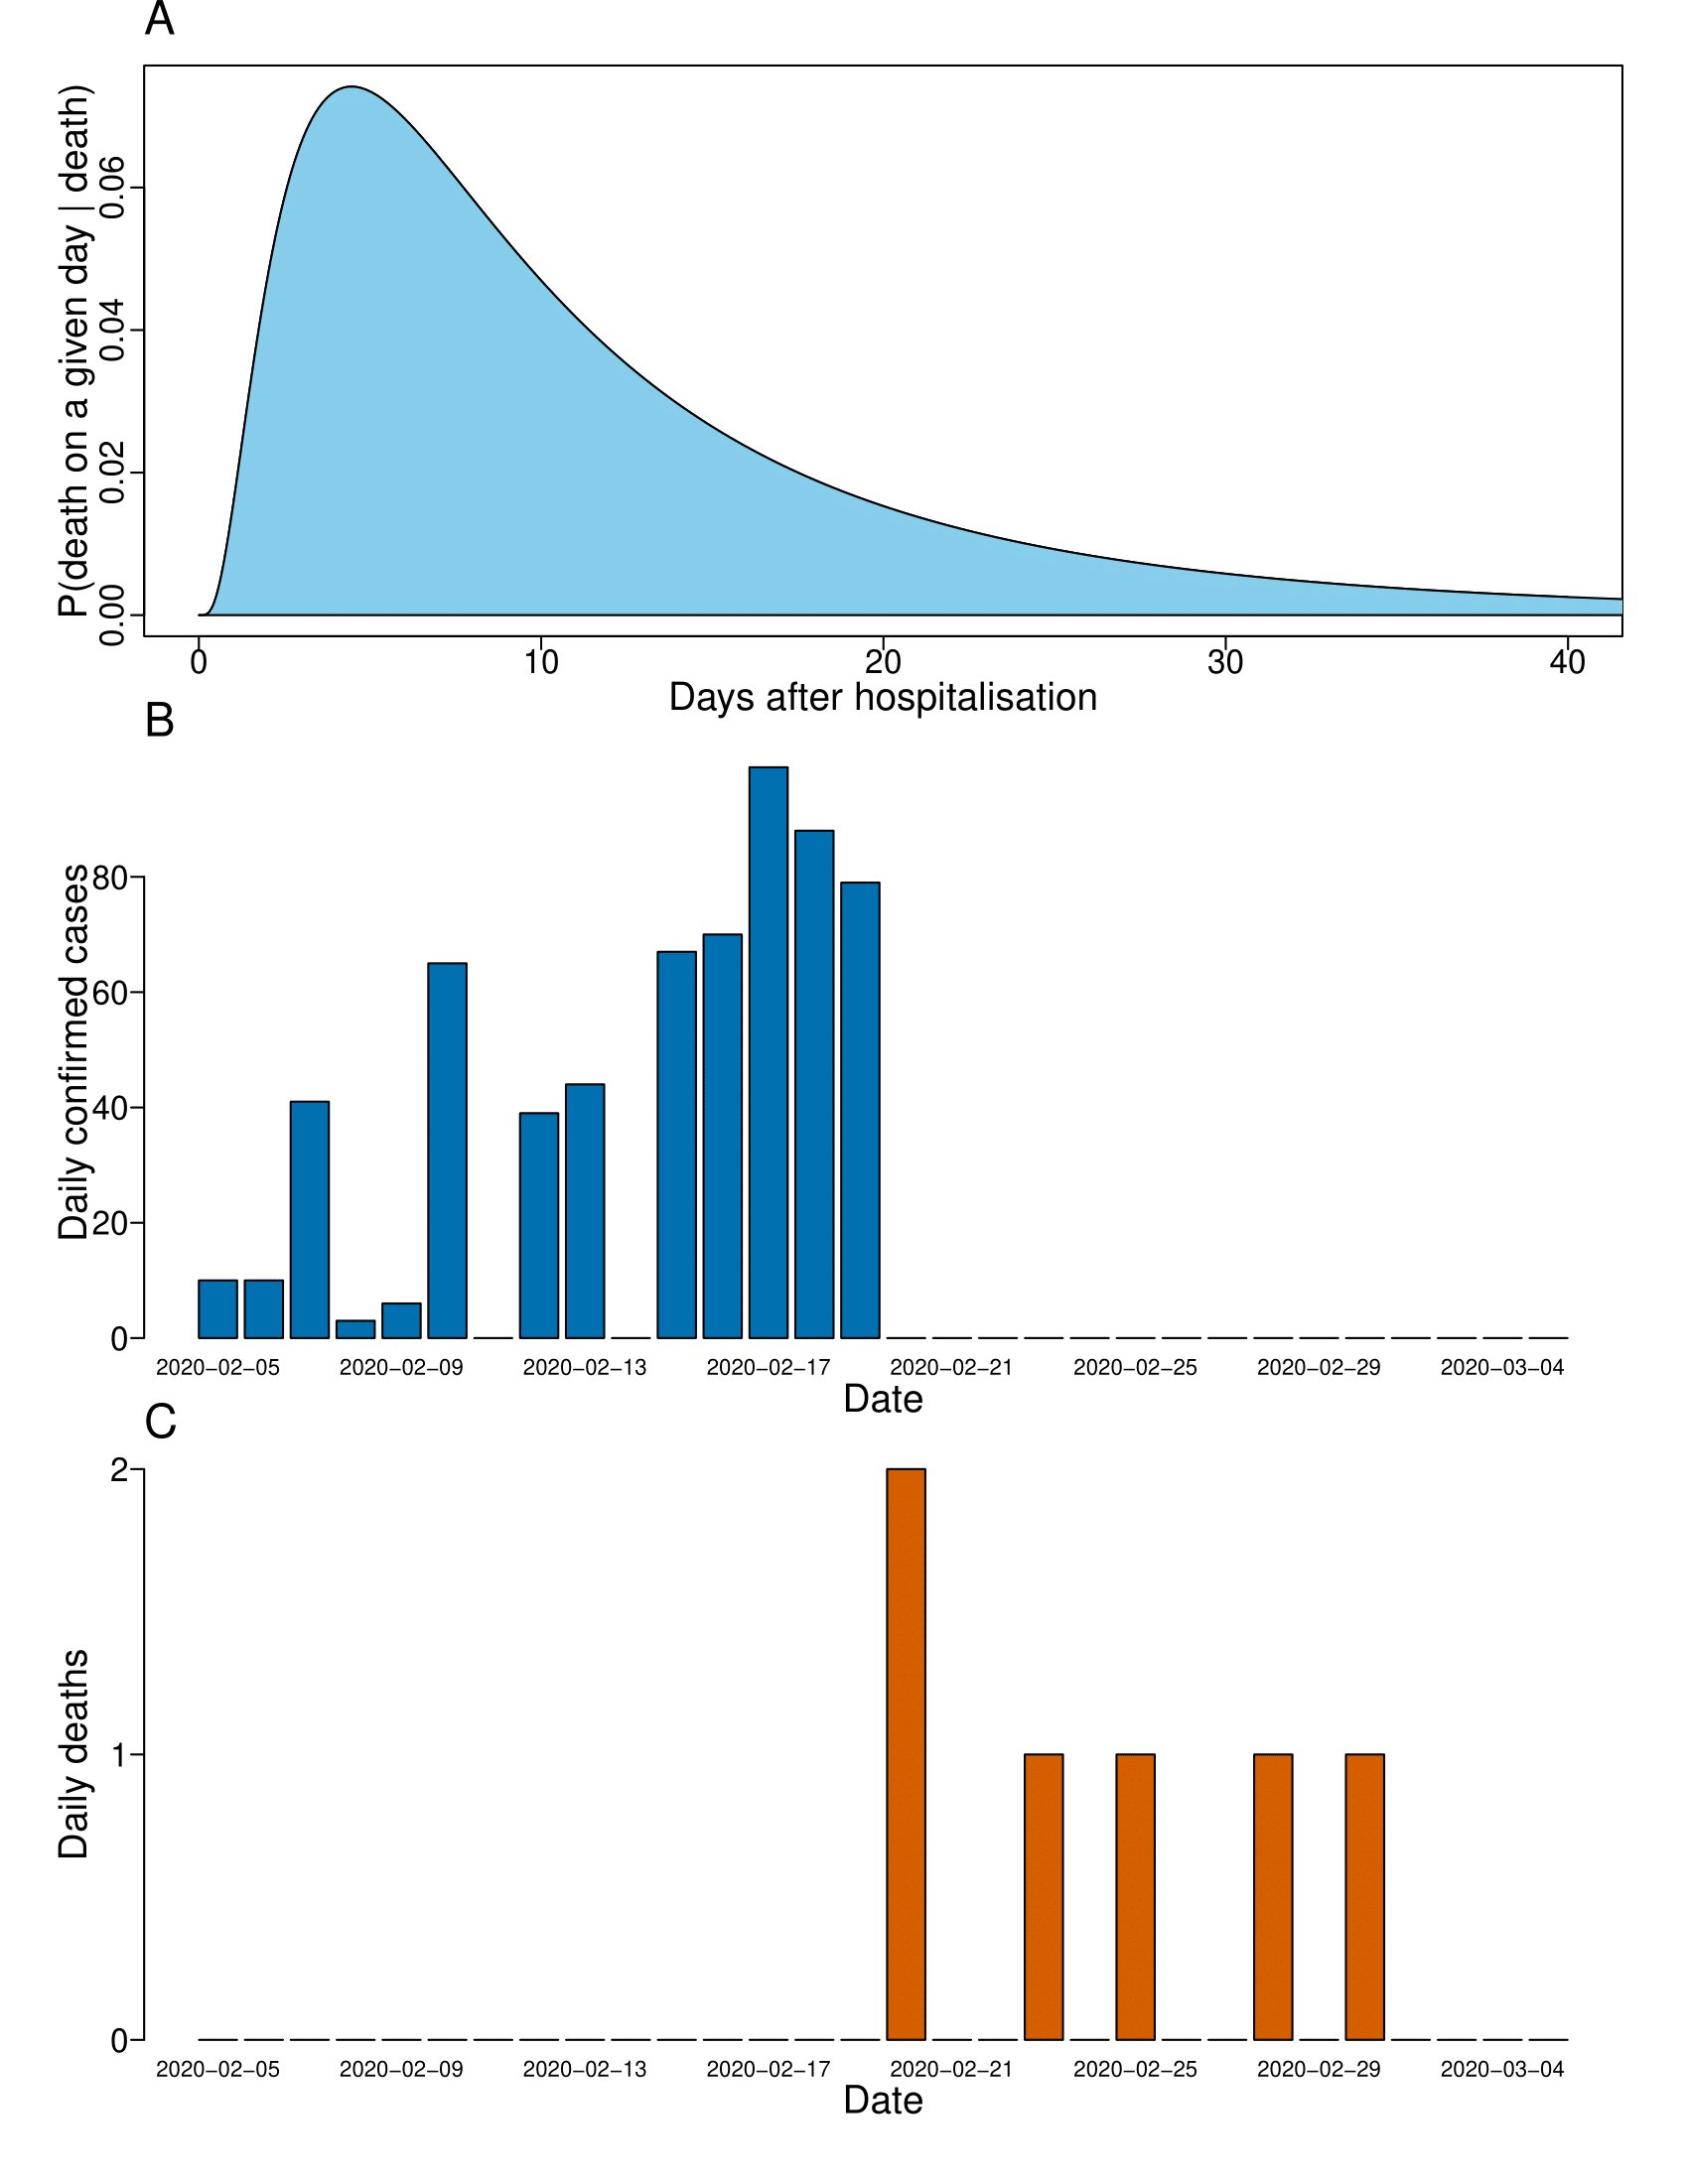 A
P(death on a given day | death)
0.06
0.04
0.02
0.00
0 10 20 30 40
Days after hospitalisation
B
Daily confirmed cases
80
60
40
20
0
2020−02−05 2020−02−09 2020−02−13 2020−02−17 2020−02−21 2020−02−25 2020−02−29 2020−03−04
Date
C
Daily deaths
2
1
0
2020−02−05 2020−02−09 2020−02−13 2020−02−17 2020−02−21 2020−02−25 2020−02−29 2020−03−04
Date